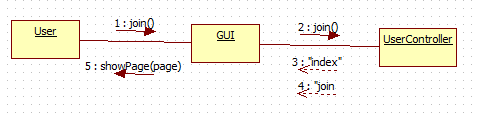 1 : join()
2 : join()
User
GUI
UserController
5 : showPage(page)
3 : "index"
4 : "join